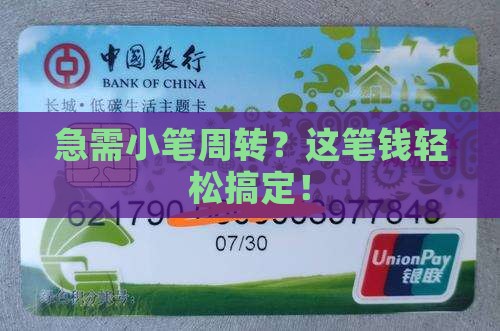 中国银行
BANK OF CHINA
长城·低碳生活主题卡
急需小笔周转？这笔钱轻
松搞定！
07/30
UnionPay
银联